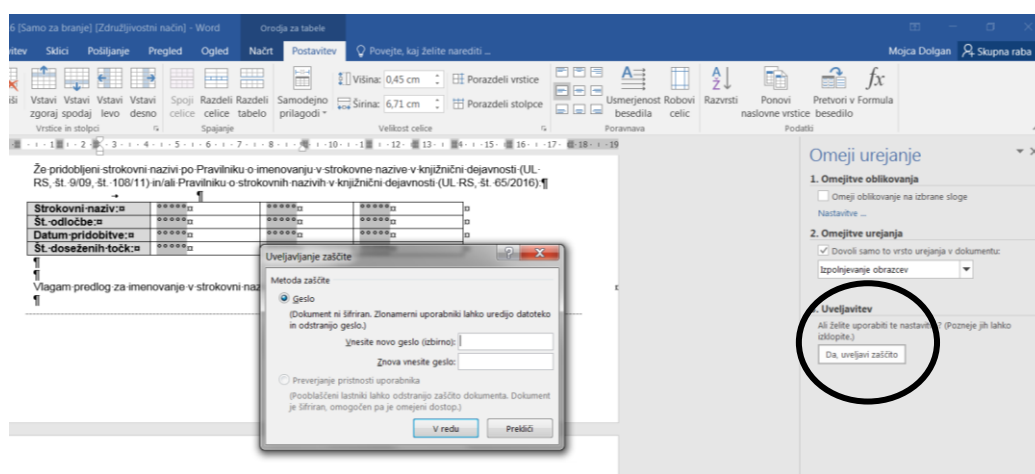 6 [Samo za branje] [Združljivostni način] - Word
Orodja za tabele
itev Sklici Pošiljanje Pregled Ogled Načrt Postavitev Povejte, kaj želite narediti ...
Mojca Dolgan Skupna raba
Vstavi zgoraj
Vstavi spodaj
Vstavi levo
Vstavi desno
Spoji celice
Razdeli celice
Razdeli tabelo
Samodejno prilagodi
Višina: 0,45 cm
Širina: 6,71 cm
Porazdeli vrstice
Porazdeli stolpce
Usmerjenost besedila
Robovi celic
Razvrsti
Ponovi naslovne vrstice
Pretvori v besedilo
fx
Formula
Vrstice in stolpci
Spajanje
Velikost celice
Poravnava
Podatki
Že pridobljeni strokovni nazivi po Pravilniku o imenovanju v strokovne nazive v knjižnični dejavnosti (UL
RS, št. 9/09, št. 108/11) in/ali Pravilniku o strokovnih nazivih v knjižnični dejavnosti (UL RS, št. 65/2016):¶
Strokovni naziv:
Št. odločbe:
Datum pridobitve:
Št. doseženih točk:
¶
¶
Vlagam predlog za imenovanje v strokovni naz
¶
Uveljavljanje zaščite
Metoda zaščite
Geslo
(Dokument ni šifriran. Zlonamerni uporabniki lahko uredijo datoteko
in odstranijo geslo.)
Vnesite novo geslo (izbirno):
Znova vnesite geslo:
Preverjanje pristnosti uporabnika
(Pooblaščeni lastniki lahko odstranijo zaščito dokumenta. Dokument
je šifriran, omogočen pa je omejeni dostop.)
V redu Prekliči
Omeji urejanje
1. Omejitve oblikovanja
Omeji oblikovanje na izbrane sloge
Nastavitve ...
2. Omejitve urejanja
Dovoli samo to vrsto urejanja v dokumentu:
Izpolnjevanje obrazcev
. Uveljavitev
Ali želite uporabiti te nastavitve? (Pozneje jih lahko
izklopite.)
Da, uveljavi zaščito